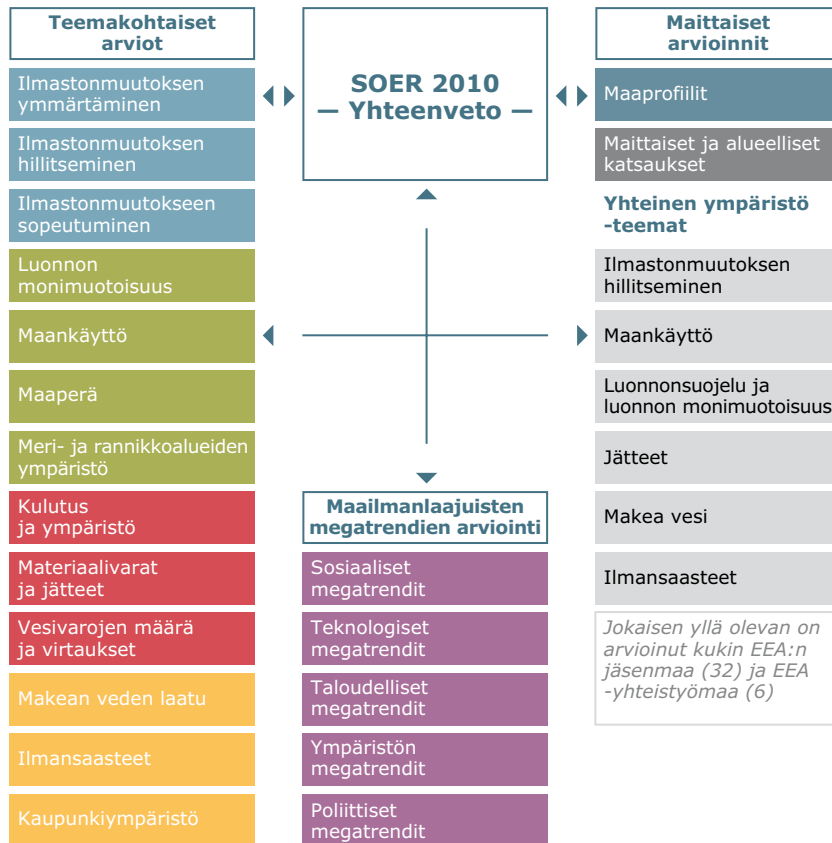 Teemakohtaiset
arviot
Ilmastonmuutoksen
ymmärtäminen
Ilmastonmuutoksen
hillitseminen
Ilmastonmuutokseen
sopeutuminen
Luonnon
monimuotoisuus
Maankäyttö
Maaperä
Meri- ja rannikkoalueiden
ympäristö
Kulutus
ja ympäristö
Materiaalivarat
ja jätteet
Vesivarojen määrä
ja virtaukset
Makean veden laatu
Ilmansaasteet
Kaupunkiympäristö
SOER 2010
— Yhteenveto —
Maailmanlaajuisten
megatrendien arviointi
Sosiaaliset
megatrendit
Teknologiset
megatrendit
Taloudelliset
megatrendit
Ympäristön
megatrendit
Poliittiset
megatrendit
Maittaiset
arvioinnit
Maaprofiilit
Maittaiset ja alueelliset
katsaukset
Yhteinen ympäristö
-teemat
Ilmastonmuutoksen
hillitseminen
Maankäyttö
Luonnonsuojelu ja
luonnon monimuotoisuus
Jätteet
Makea vesi
Ilmansaasteet
Jokaisen yllä olevan on
arvioinut kukin EEA:n
jäsenmaa (32) ja EEA
-yhteistyömaa (6)